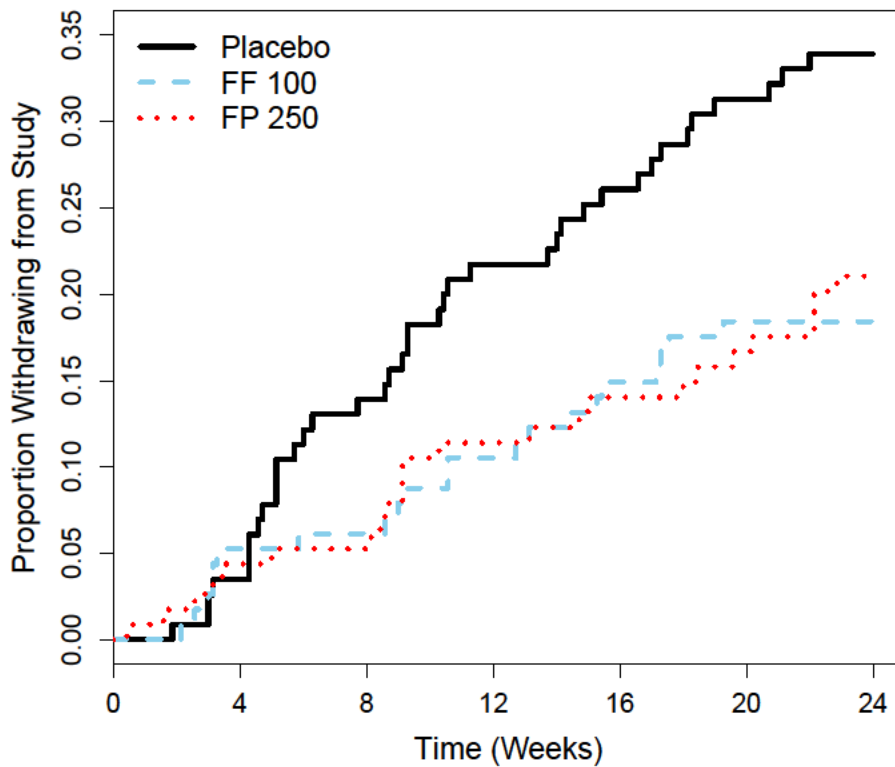 Placebo
FF 100
FP 250
Proportion Withdrawing from Study
0.35
0.30
0.25
0.20
0.15
0.10
0.05
0.00
0 4 8 12 16 20 24
Time (Weeks)